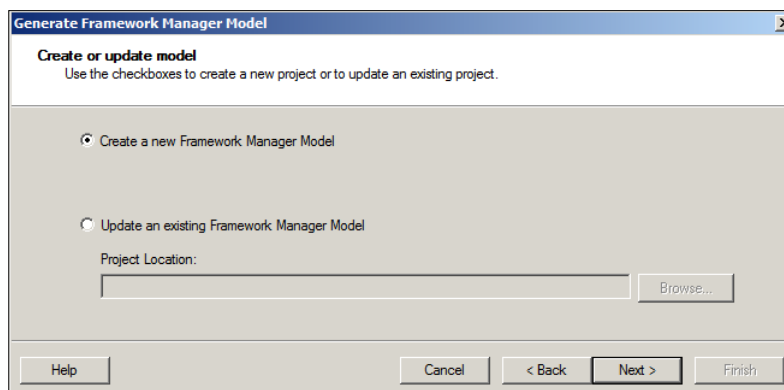 Generate Framework Manager Model
Create or update model
Use the checkboxes to create a new project or to update an existing project.
Create a new Framework Manager Model
Update an existing Framework Manager Model
Project Location:
Browse...
Help
Cancel
< Back
Next >
Finish